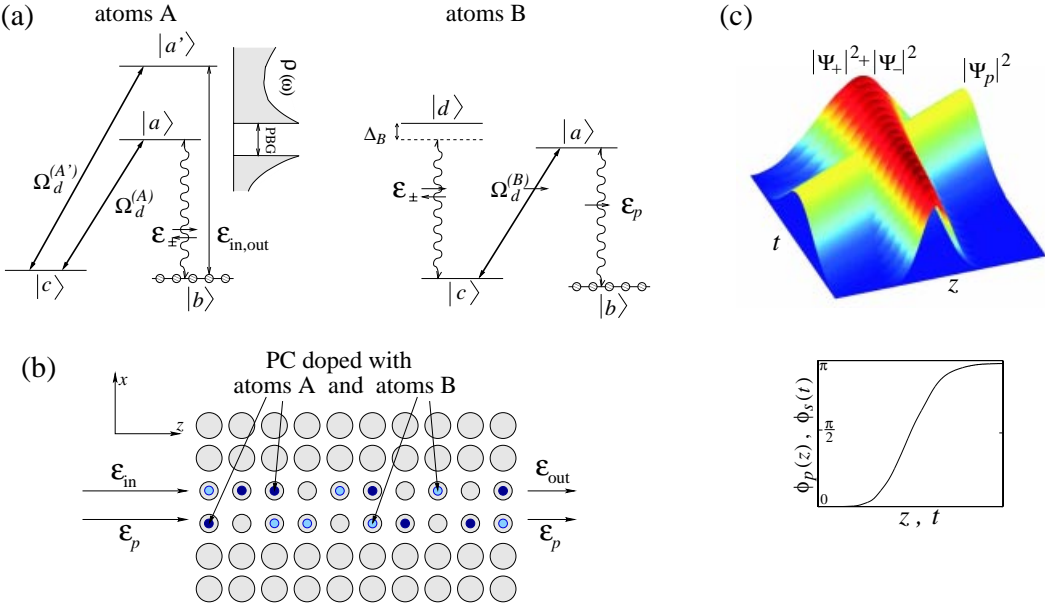 (a)
atoms A
|a'⟩
ρ(ω)
|a⟩
PBG
Ω_d^(A')
Ω_d^(A)
ε_±
ε_in,out
|c⟩
|b⟩
atoms B
|d⟩
Δ_B
|a⟩
ε_±
Ω_d^(B)
ε_p
|c⟩
|b⟩
(b)
PC doped with
atoms A and atoms B
x
z
ε_in
ε_out
ε_p
ε_p
(c)
|Ψ_+|^2+|Ψ_-|^2
|Ψ_p|^2
t
z
π
π/2
0
ϕ_p(z), ϕ_s(t)
z, t